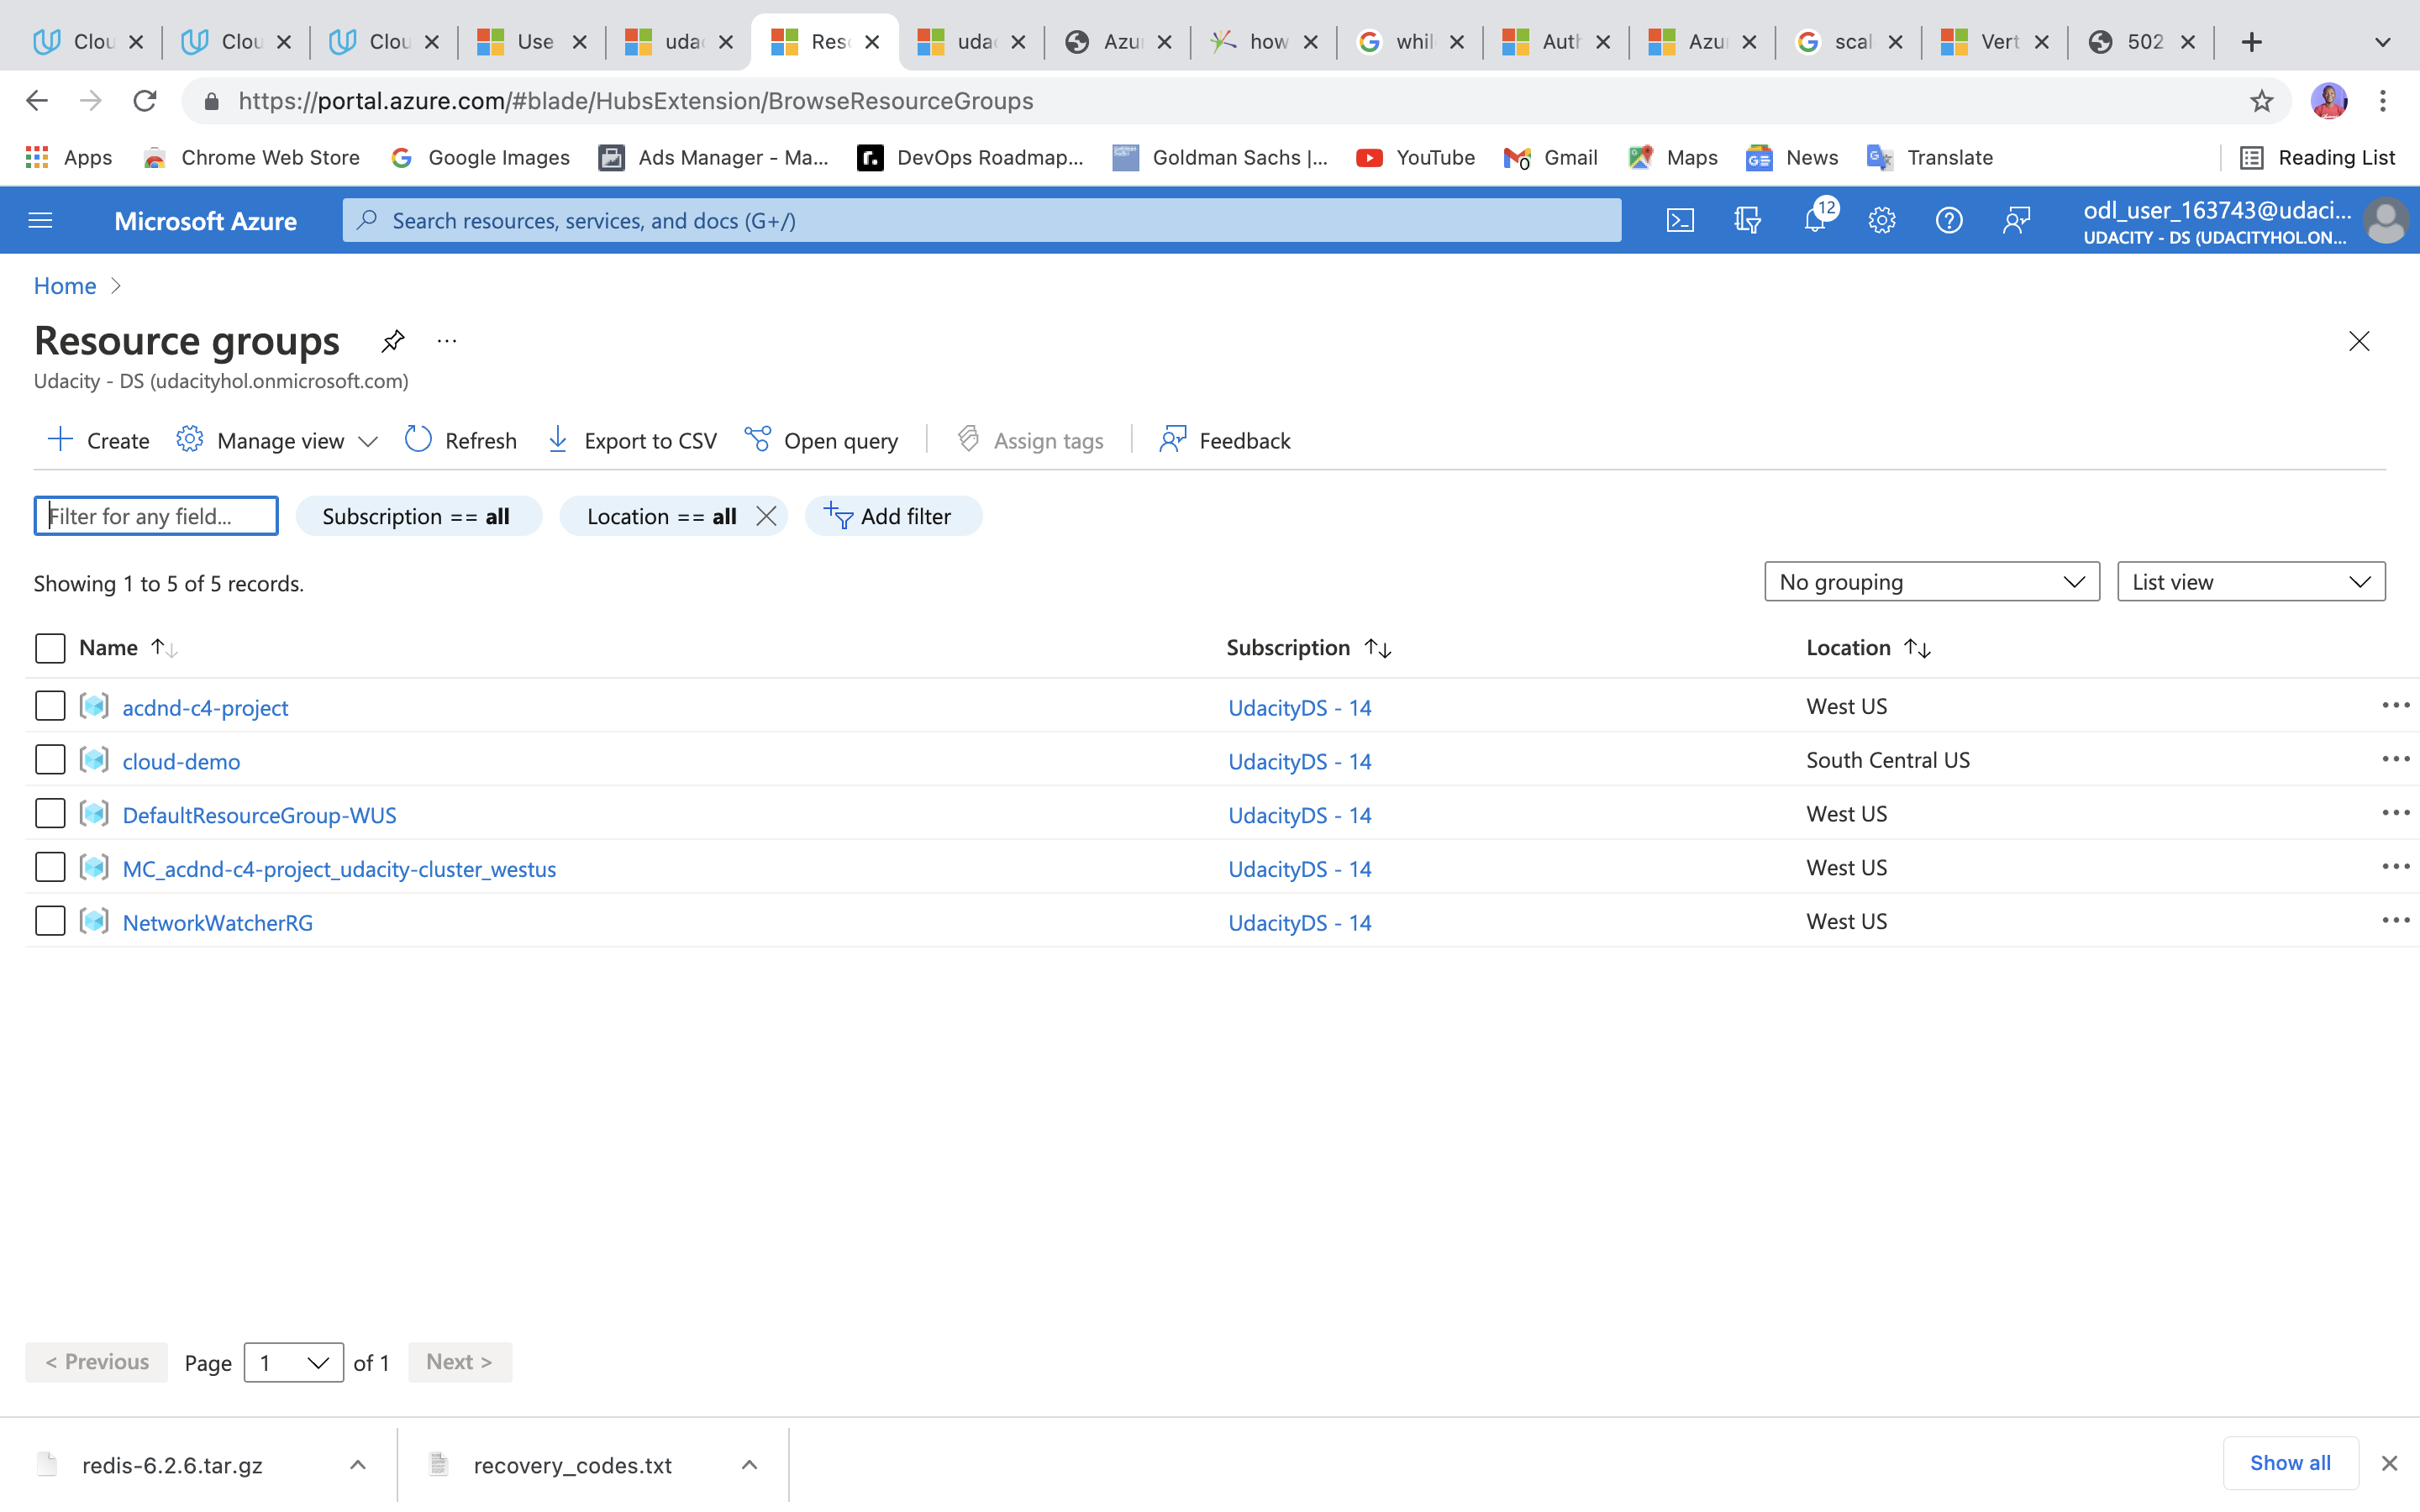 Clou Clou Clou Use uda Reso uda Azu how whil Auth Azu scal Vert 502
https://portal.azure.com/#blade/HubsExtension/BrowseResourceGroups
Apps Chrome Web Store Google Images Ads Manager - Ma... DevOps Roadmap... Goldman Sachs |... YouTube Gmail Maps News Translate Reading List
Microsoft Azure Search resources, services, and docs (G+/) 12 odl_user_163743@udaci...
UDACITY - DS (UDACITYHOL.ON...
Home >
Resource groups ...
Udacity - DS (udacityhol.onmicrosoft.com)
Create Manage view Refresh Export to CSV Open query Assign tags Feedback
Filter for any field... Subscription == all Location == all Add filter
Showing 1 to 5 of 5 records. No grouping List view
Name Subscription Location
acdnd-c4-project UdacityDS - 14 West US
cloud-demo UdacityDS - 14 South Central US
DefaultResourceGroup-WUS UdacityDS - 14 West US
MC_acdnd-c4-project_udacity-cluster_westus UdacityDS - 14 West US
NetworkWatcherRG UdacityDS - 14 West US
< Previous Page 1 of 1 Next >
redis-6.2.6.tar.gz recovery_codes.txt Show all